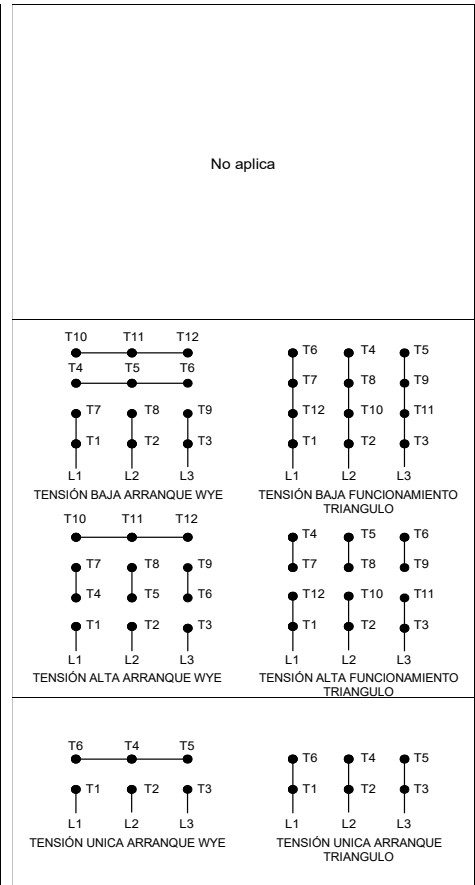 No aplica
T10 T11 T12
T4 T5 T6
T7 T8 T9
T1 T2 T3
L1 L2 L3
TENSIÓN BAJA ARRANQUE WYE
T6 T4 T5
T7 T8 T9
T12 T10 T11
T1 T2 T3
L1 L2 L3
TENSIÓN BAJA FUNCIONAMIENTO
TRIANGULO
T10 T11 T12
T7 T8 T9
T4 T5 T6
T1 T2 T3
L1 L2 L3
TENSIÓN ALTA ARRANQUE WYE
T4 T5 T6
T7 T8 T9
T12 T10 T11
T1 T2 T3
L1 L2 L3
TENSIÓN ALTA FUNCIONAMIENTO
TRIANGULO
T6 T4 T5
T1 T2 T3
L1 L2 L3
TENSIÓN UNICA ARRANQUE WYE
T6 T4 T5
T1 T2 T3
L1 L2 L3
TENSIÓN UNICA ARRANQUE
TRIANGULO